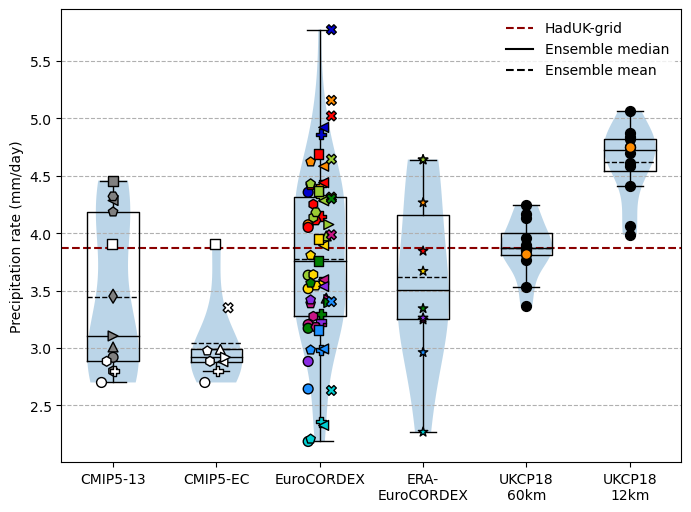 HadUK-grid
Ensemble median
Ensemble mean
Precipitation rate (mm/day)
5.5
5.0
4.5
4.0
3.5
3.0
2.5
CMIP5-13
CMIP5-EC
EuroCORDEX
ERA-
EuroCORDEX
UKCP18
60km
UKCP18
12km